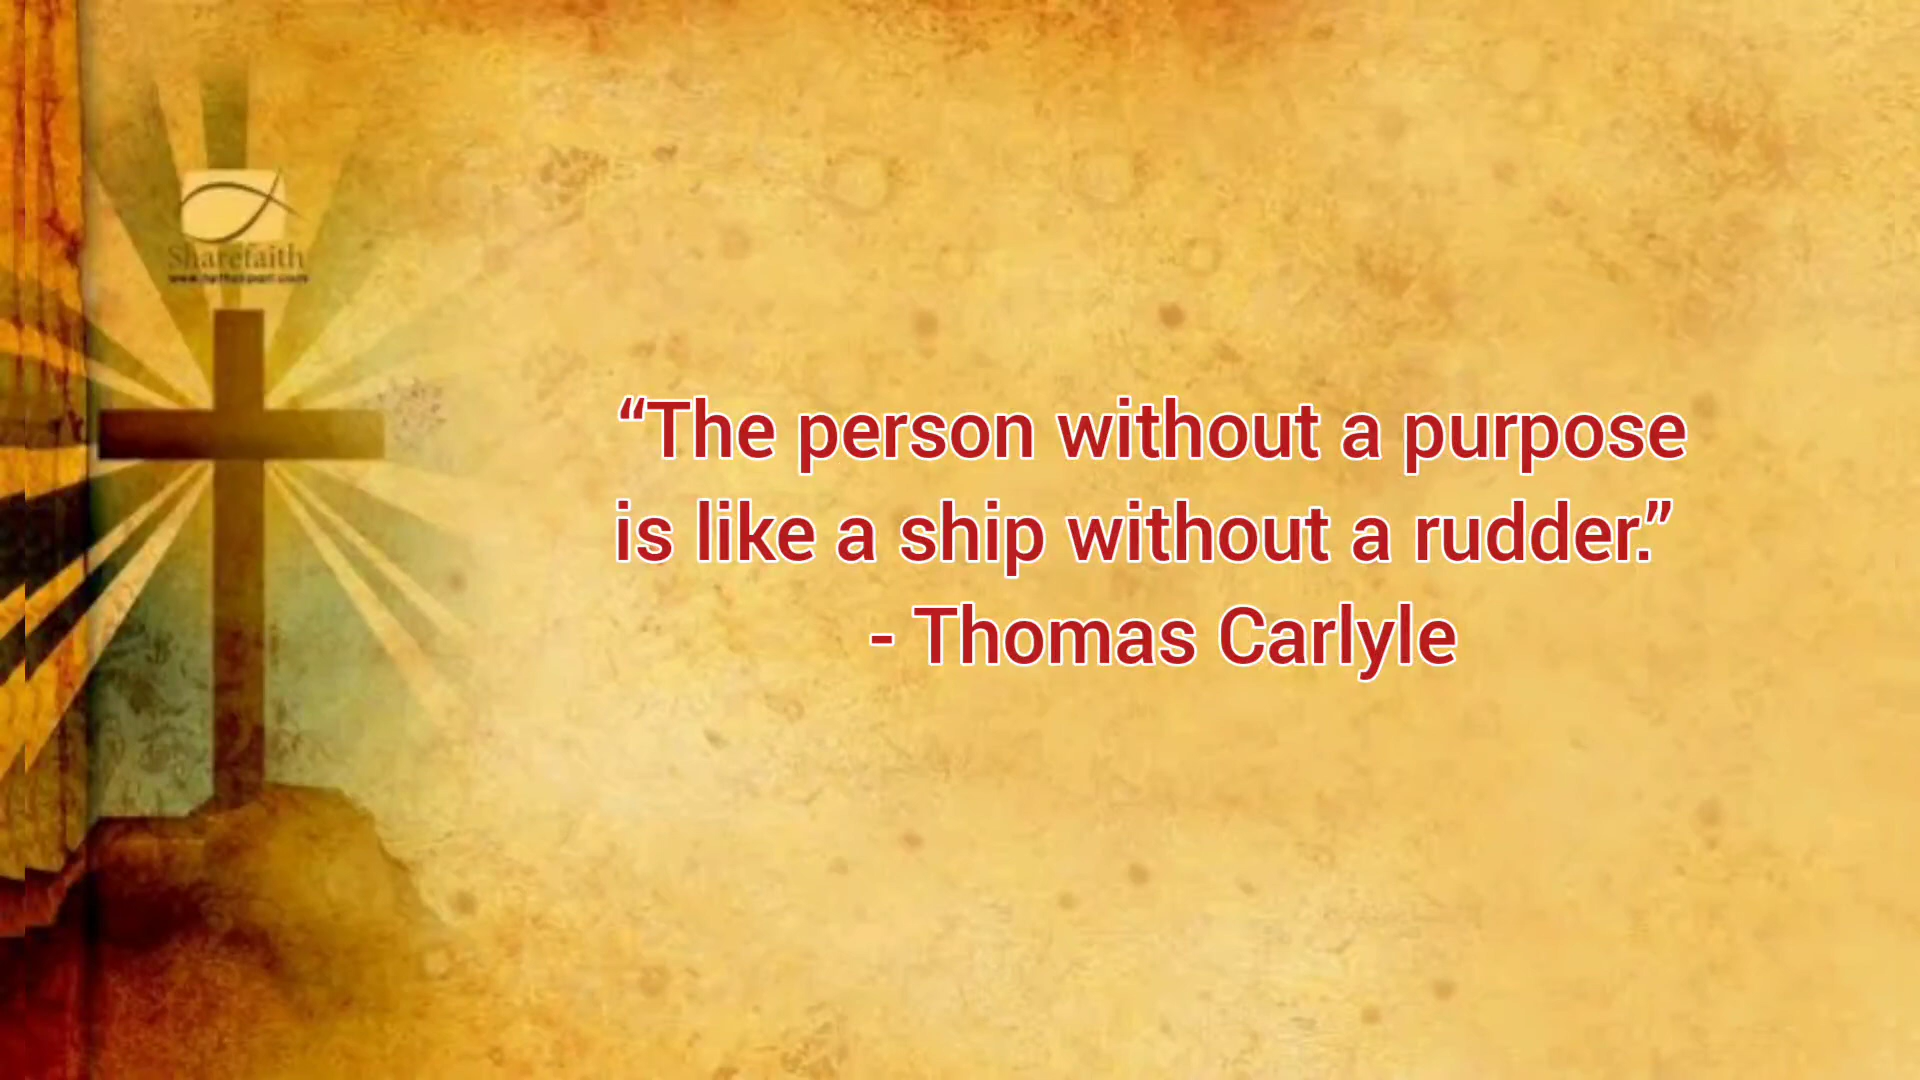 Sharefaith
“The person without a purpose
is like a ship without a rudder.”
- Thomas Carlyle